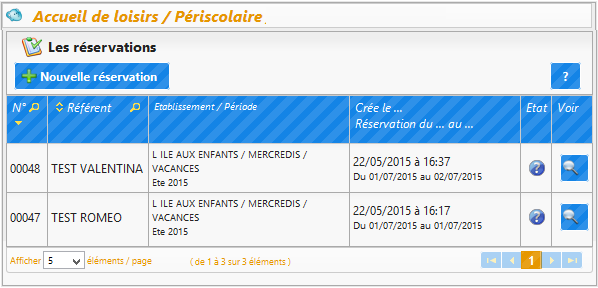 Accueil de loisirs / Périscolaire
Les réservations
Nouvelle réservation
?
N° Référent Etablissement / Période Crée le ... Etat Voir
Réservation du ... au ...
00048 TEST VALENTINA L ILE AUX ENFANTS / MERCREDIS / VACANCES
Ete 2015
22/05/2015 à 16:37
Du 01/07/2015 au 02/07/2015
?
00047 TEST ROMEO L ILE AUX ENFANTS / MERCREDIS / VACANCES
Ete 2015
22/05/2015 à 16:17
Du 01/07/2015 au 01/07/2015
?
Afficher 5 éléments / page ( de 1 à 3 sur 3 éléments ) 1